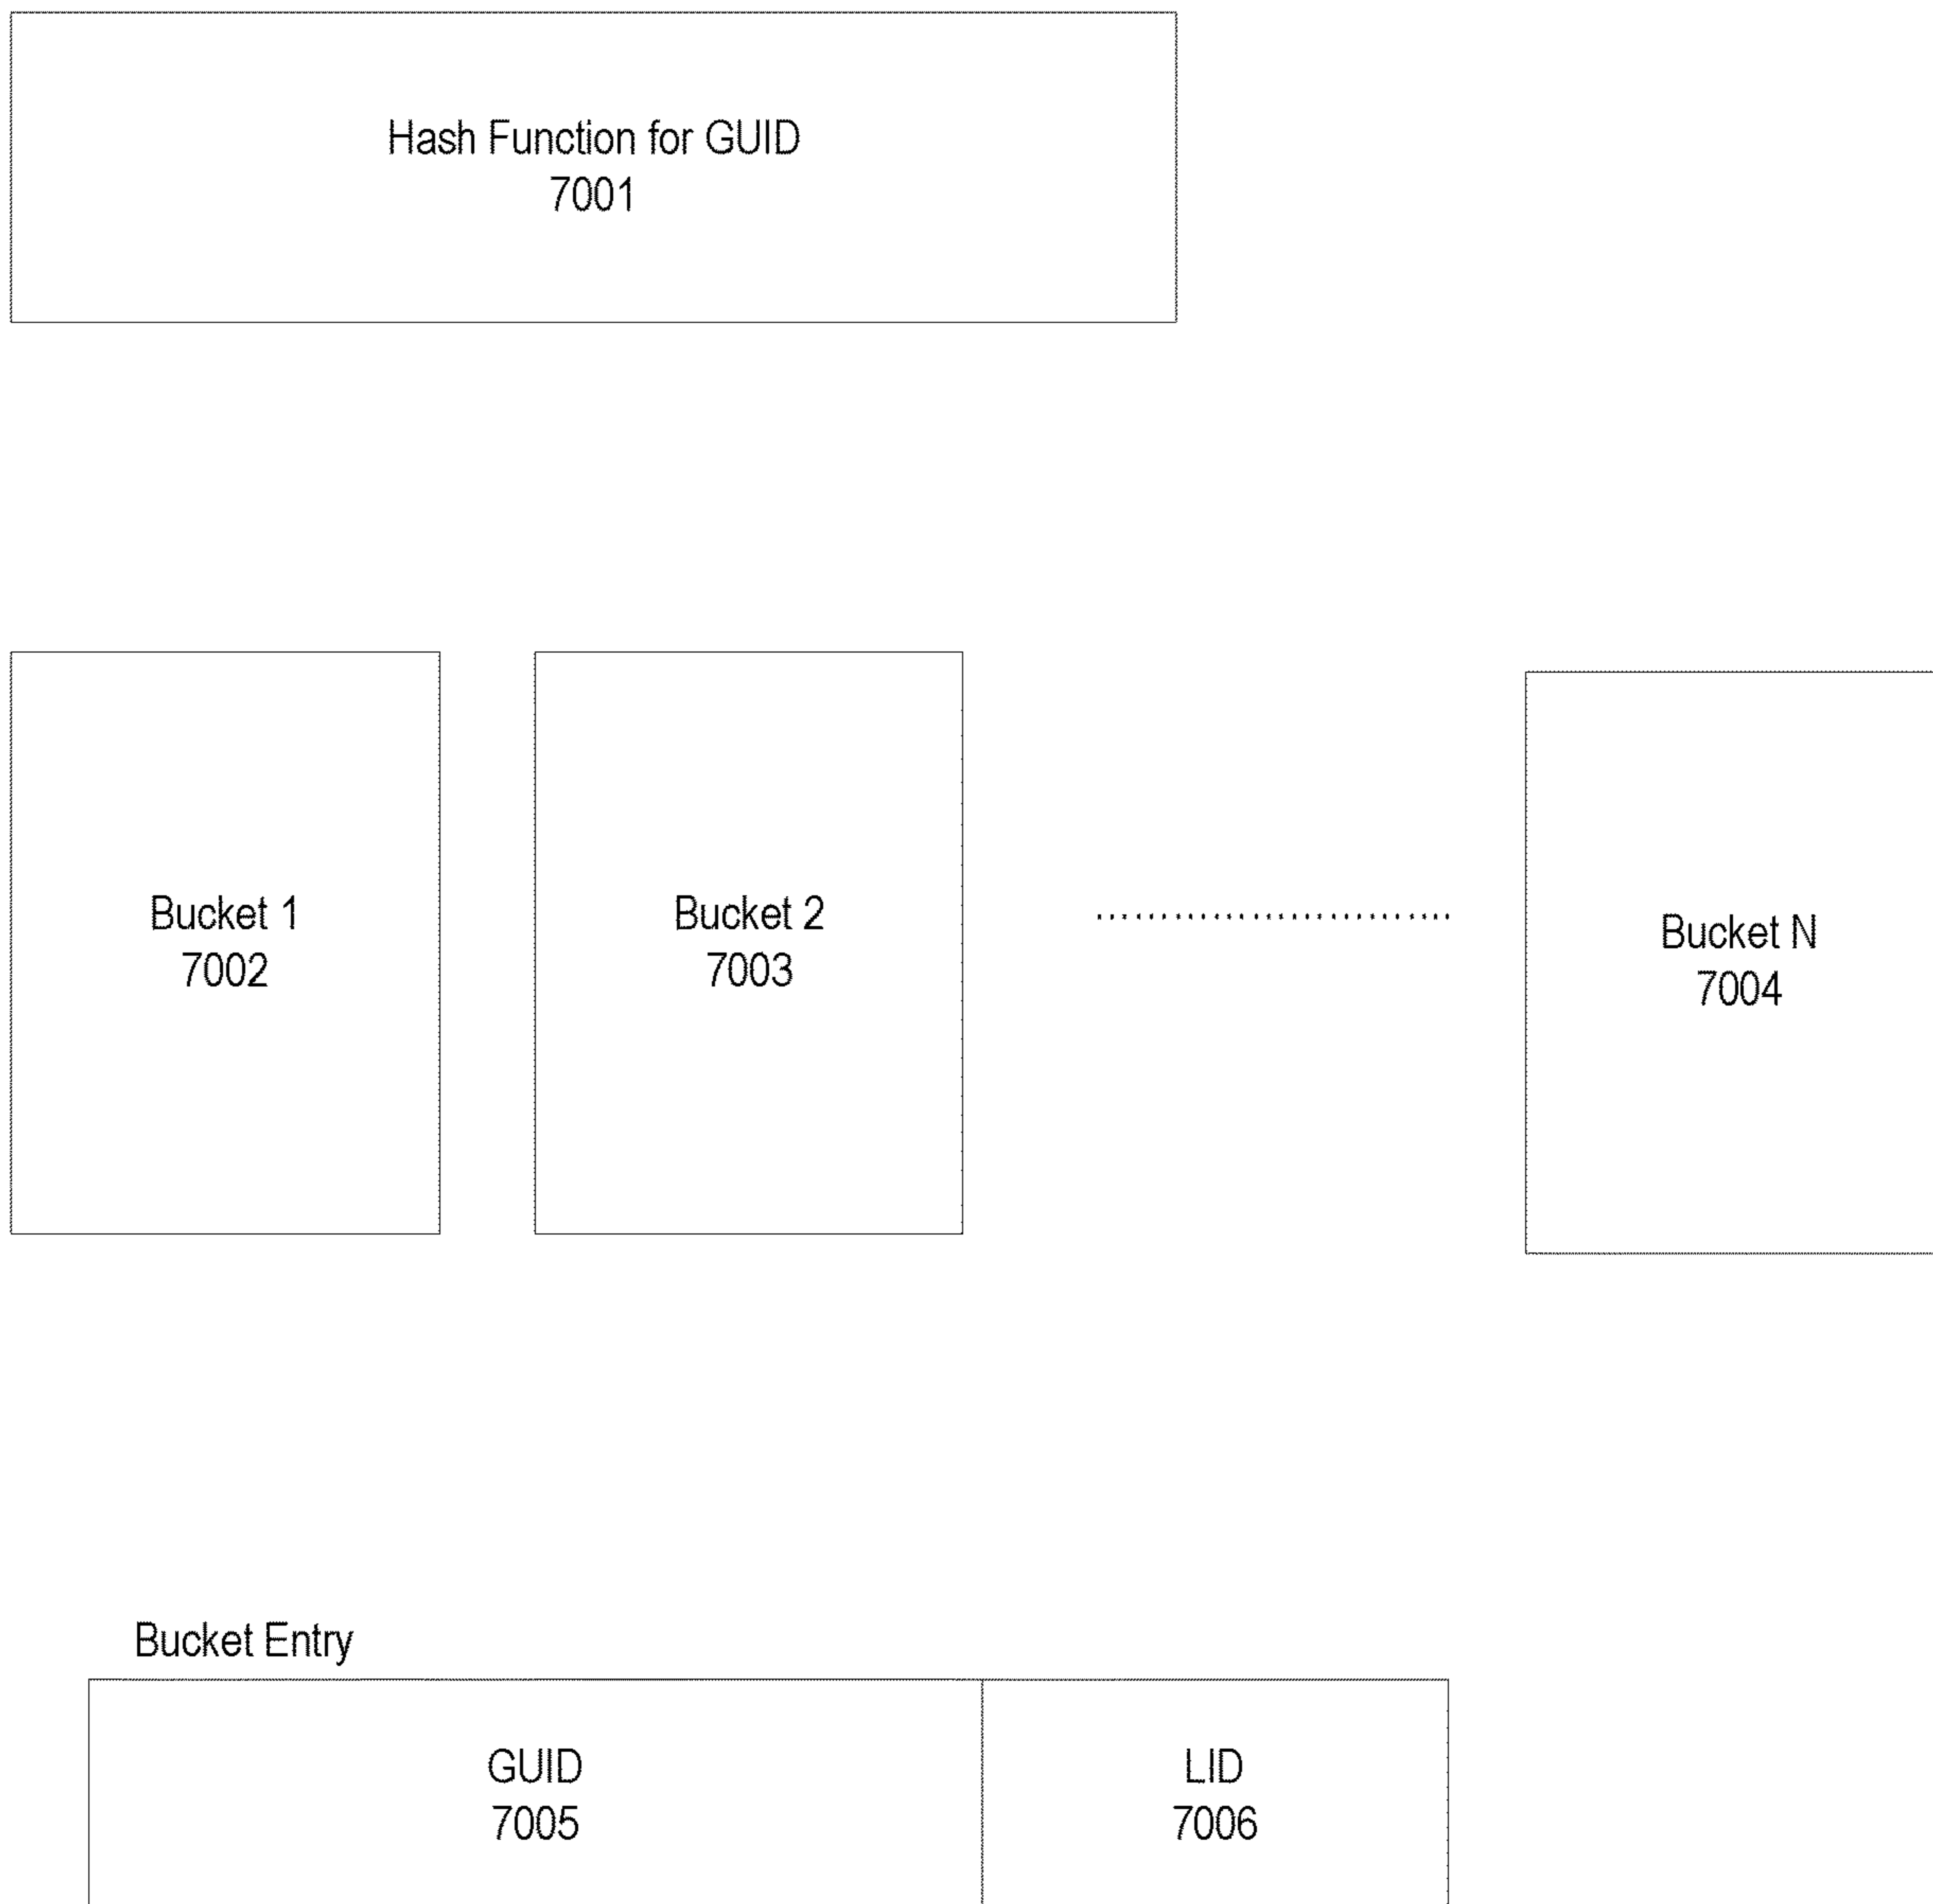 Hash Function for GUID
7001
Bucket 1
7002
Bucket 2
7003
Bucket N
7004
Bucket Entry
GUID
7005
LID
7006